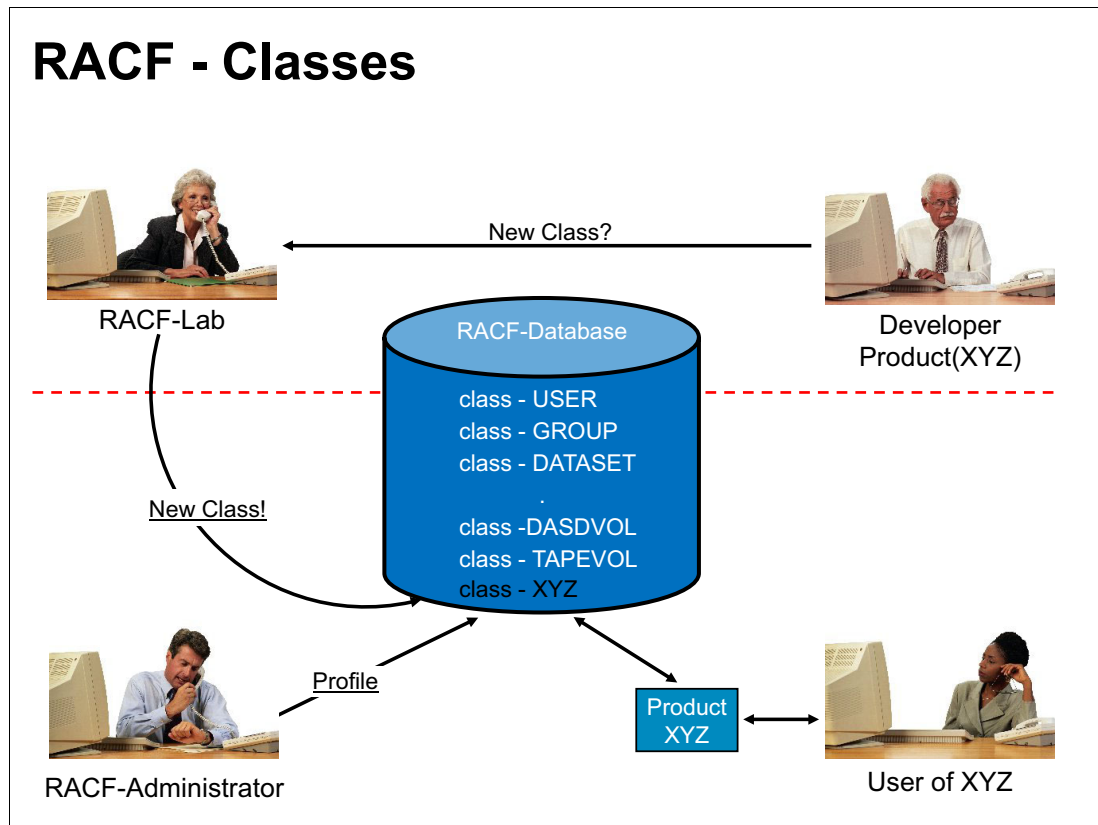 RACF - Classes
New Class?
RACF-Lab
Developer
Product(XYZ)
RACF-Database
class - USER
class - GROUP
class - DATASET
.
class -DASDVOL
class - TAPEVOL
class - XYZ
New Class!
Profile
Product
XYZ
RACF-Administrator
User of XYZ